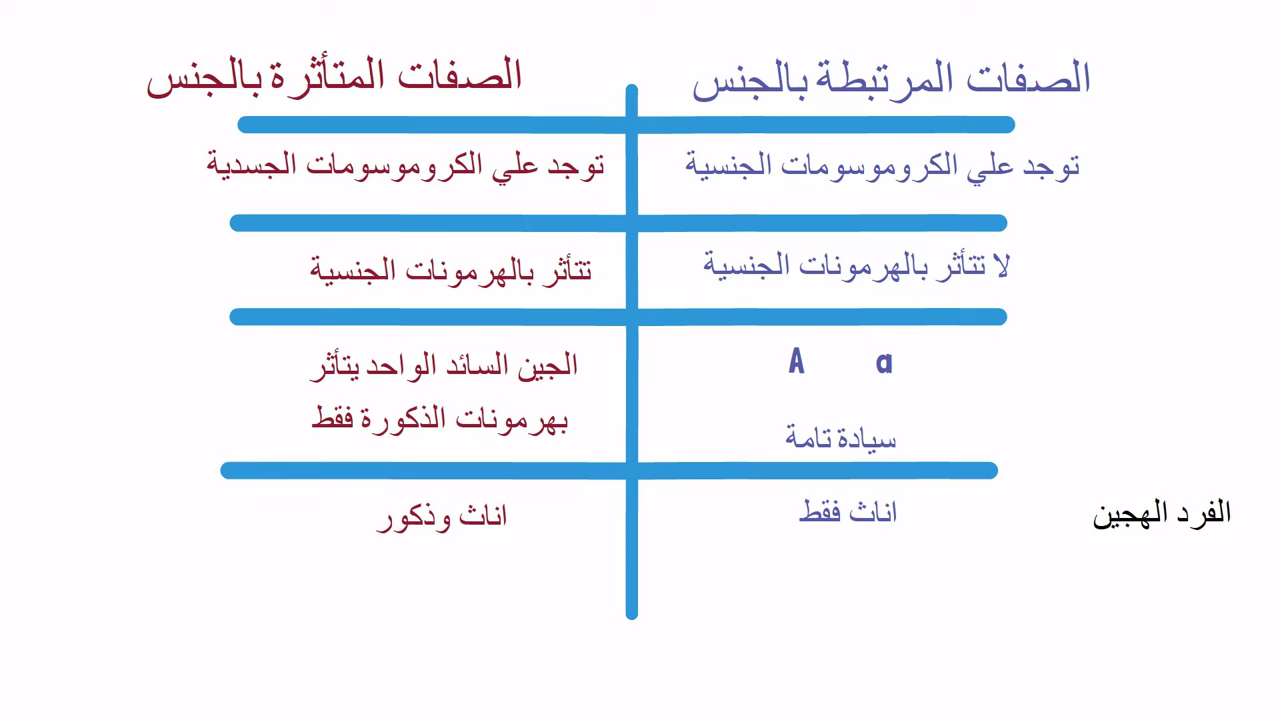 الصفات المرتبطة بالجنس
الصفات المتأثرة بالجنس
توجد علي الكروموسومات الجنسية
توجد علي الكروموسومات الجسدية
لا تتأثر بالهرمونات الجنسية
تتأثر بالهرمونات الجنسية
A a
سيادة تامة
الجين السائد الواحد يتأثر
بهرمونات الذكورة فقط
الفرد الهجين
اناث فقط
اناث وذكور